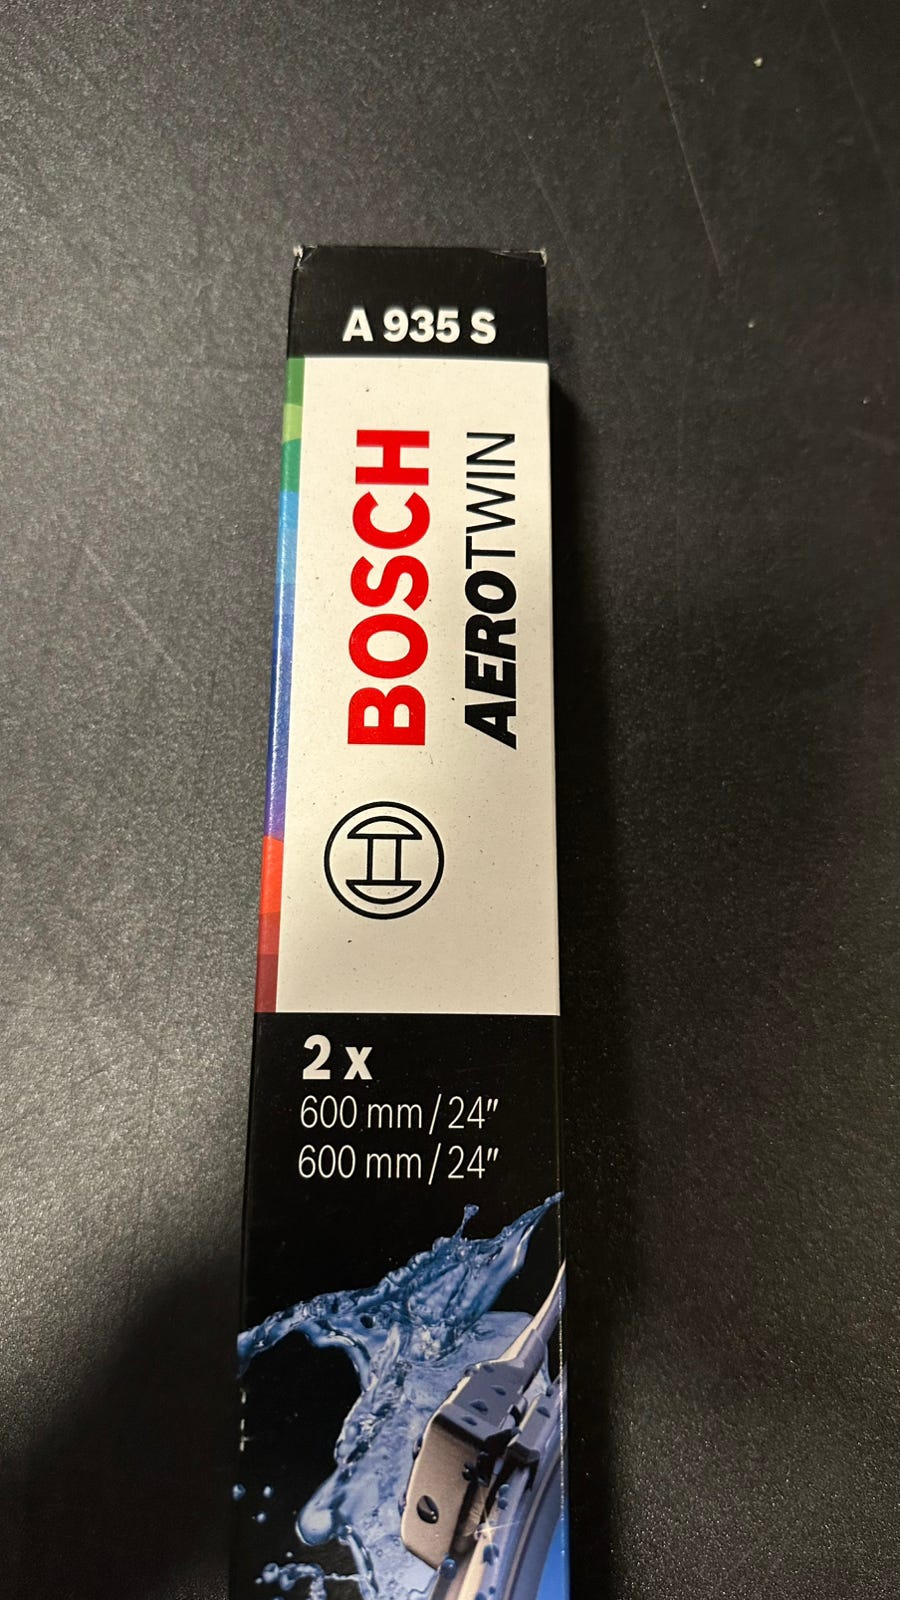 A 935 S
BOSCH
AEROTWIN
2 x
600 mm / 24"
600 mm / 24"